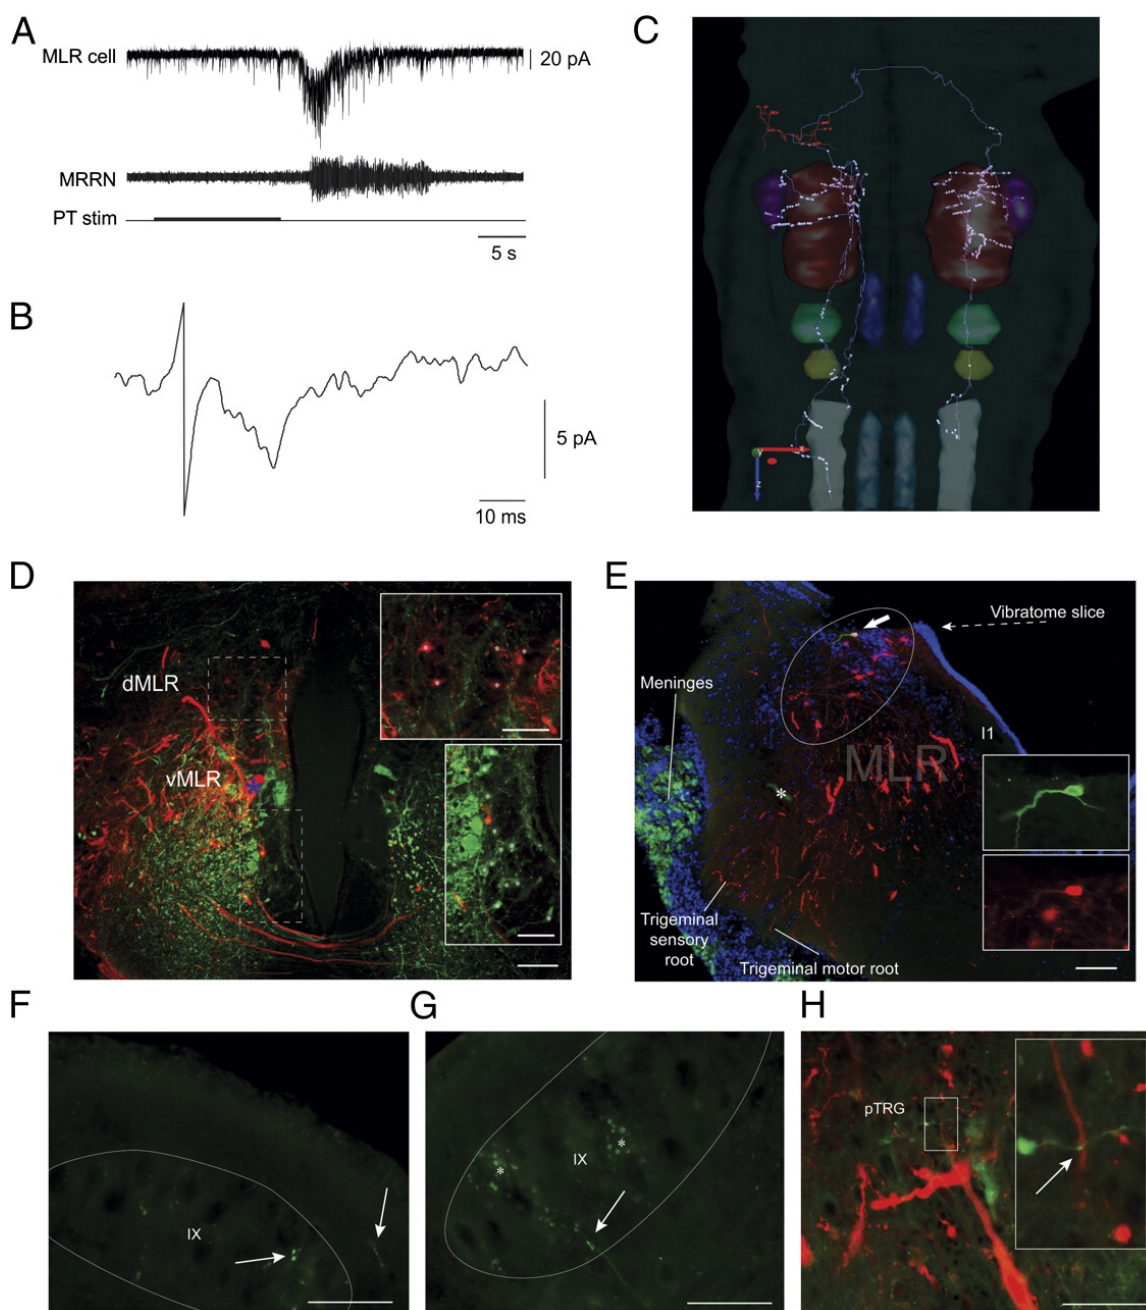 A
MLR cell
20 pA
MRRN
PT stim
5 s
B
5 pA
10 ms
C
x
y
z
D
dMLR
vMLR
*
E
Vibratome slice
Meninges
I1
MLR
*
Trigeminal
sensory
root
Trigeminal motor root
F
IX
G
*
*
IX
H
pTRG